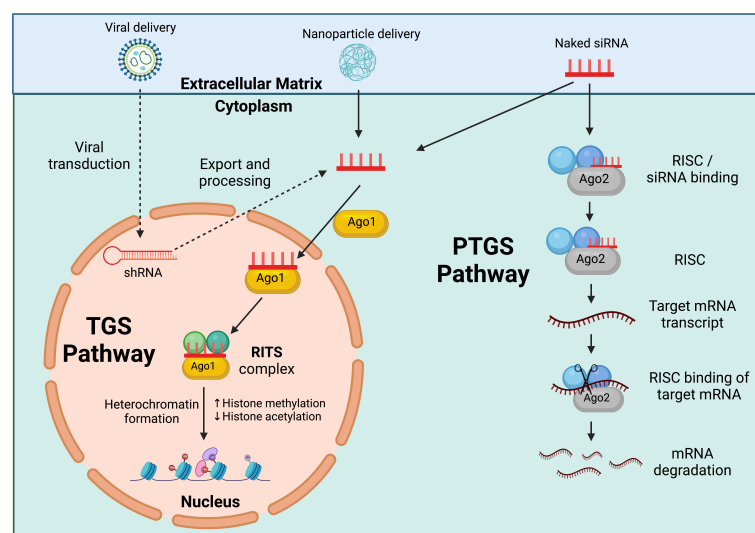 Viral delivery
Nanoparticle delivery
Naked siRNA
Extracellular Matrix
Cytoplasm
Viral
transduction
Export and
processing
shRNA
Ago1
Ago1
TGS
Pathway
Ago1
RITS
complex
Heterochromatin
formation
↑Histone methylation
↓Histone acetylation
Nucleus
PTGS
Pathway
Ago2
RISC /
siRNA binding
Ago2
RISC
Target mRNA
transcript
Ago2
RISC binding of
target mRNA
mRNA
degradation